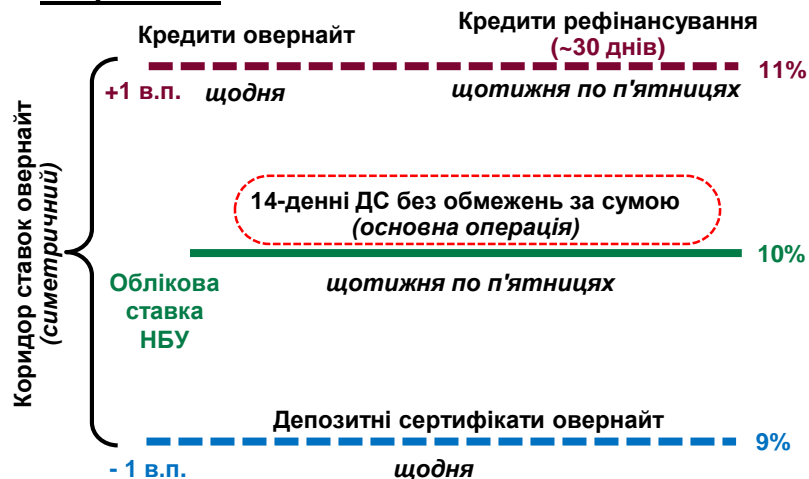 Кредити овернайт
Кредити рефінансування
(~30 днів)
11%
+1 в.п.
щодня
щотижня по п'ятницях
Коридор ставок овернайт
(симетричний)
14-денні ДС без обмежень за сумою
(основна операція)
10%
Облікова
ставка
НБУ
щотижня по п'ятницях
Депозитні сертифікати овернайт
9%
- 1 в.п.
щодня